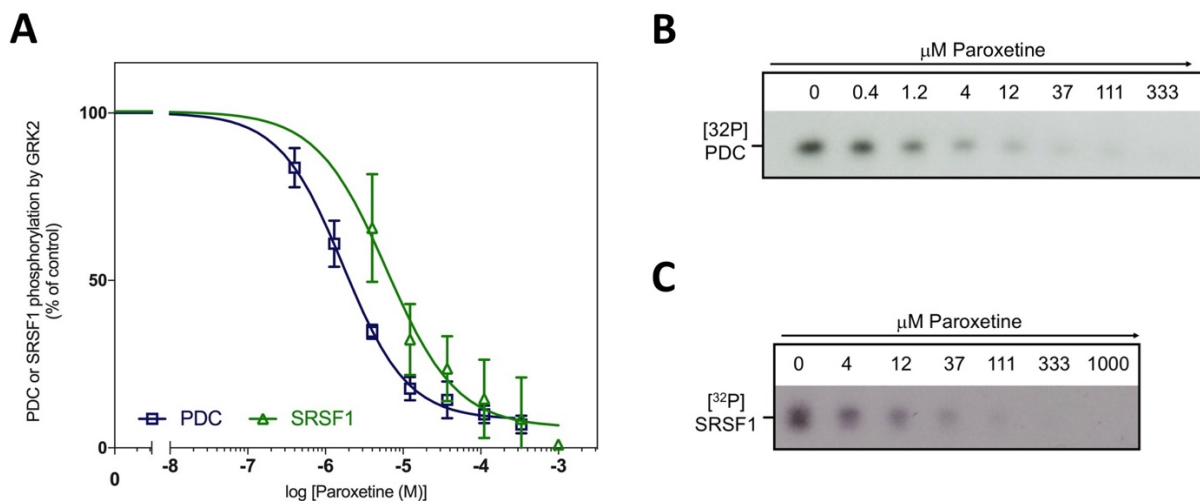 A
PDC or SRSF1 phosphorylation by GRK2
(% of control)
100
50
0
PDC
SRSF1
0
-8
-7
-6
-5
-4
-3
log [Paroxetine (M)]
B
μM Paroxetine
0 0.4 1.2 4 12 37 111 333
[32P]
PDC
C
μM Paroxetine
0 4 12 37 111 333 1000
[³²P]
SRSF1